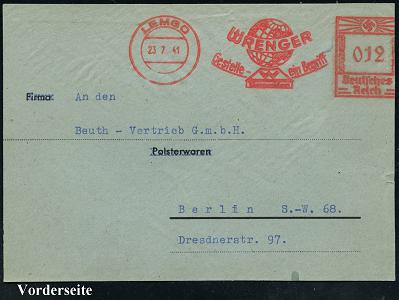 LEMGO
23.7.41
WRENGER
Gestelle - ein Begriff
012
Deutsches
Reich
Firma An den
Beuth - Vertrieb G.m.b.H.
Polsterwaren
Berlin S.-W. 68.
Dresdnerstr. 97.
Vorderseite